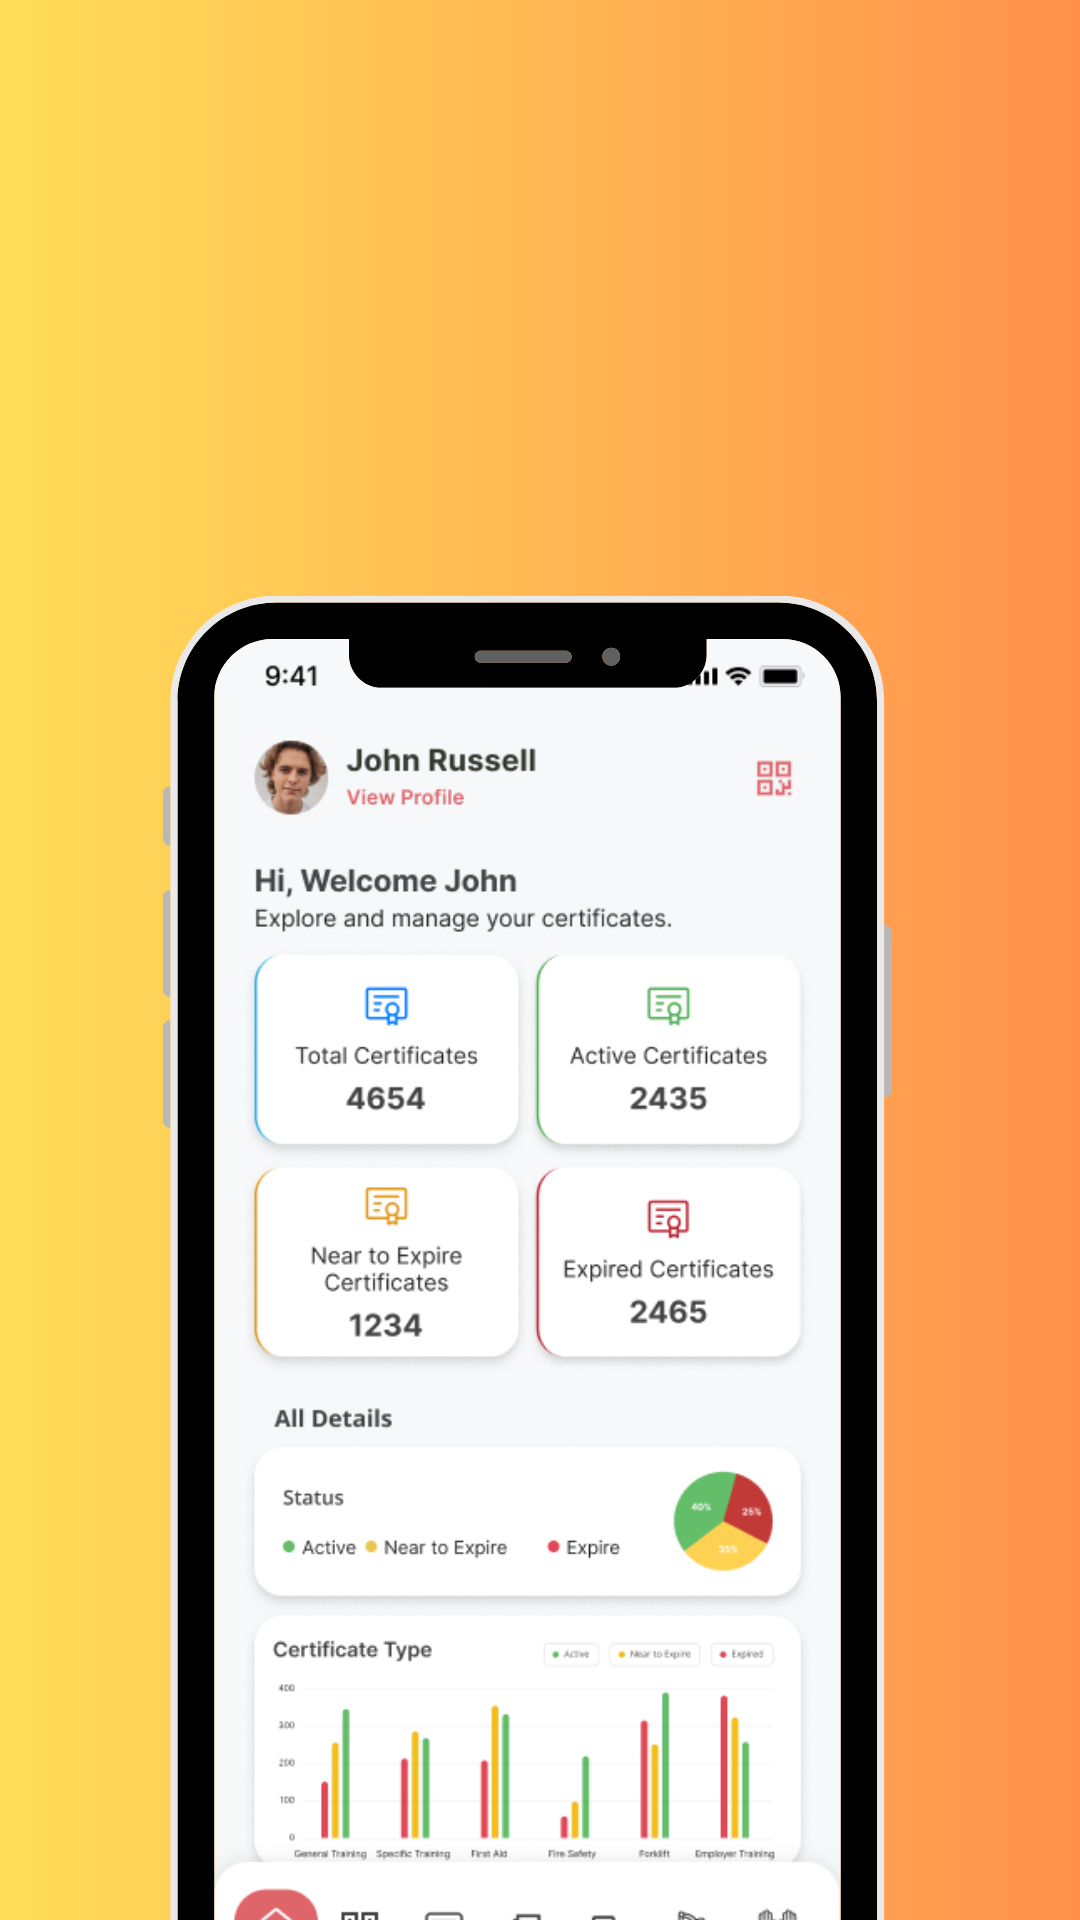 9:41
John Russell
View Profile
Hi, Welcome John
Explore and manage your certificates.
Total Certificates
4654
Active Certificates
2435
Near to Expire
Certificates
1234
Expired Certificates
2465
All Details
Status
Active Near to Expire Expire
40%
25%
35%
Certificate Type
Active Near to Expire Expired
400
300
200
100
0
General Training Specific Training First Aid Fire Safety Forklift Employer Training